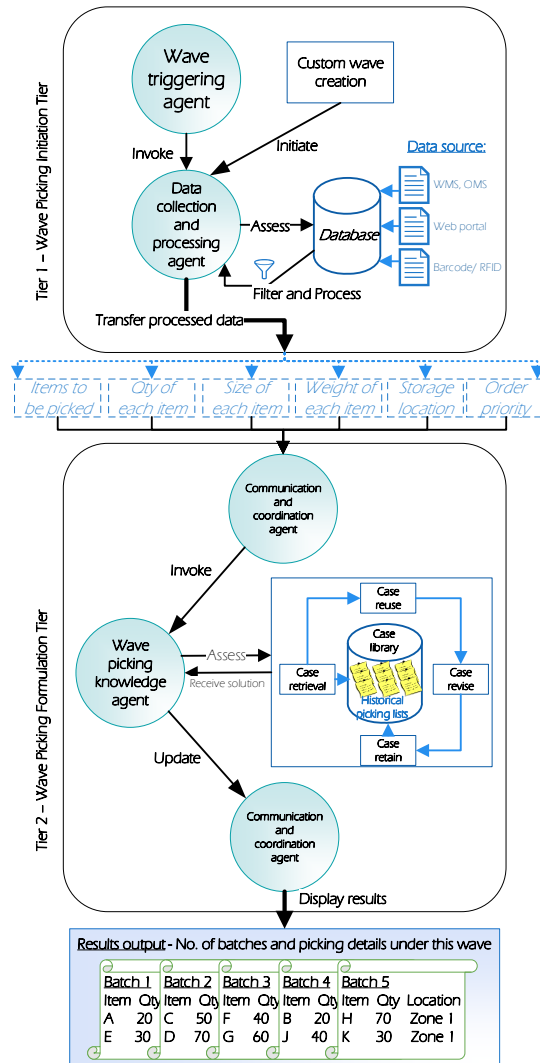 Tier 1 – Wave Picking Initiation Tier
Wave
triggering
agent
Custom wave
creation
Invoke
Initiate
Data
collection
and
processing
agent
Assess
Database
Data source:
WMS, OMS
Web portal
Barcode/ RFID
Filter and Process
Transfer processed data
Items to
be picked
Qty of
each item
Size of
each item
Weight of
each item
Storage
location
Order
priority
Tier 2 – Wave Picking Formulation Tier
Communication
and
coordination
agent
Invoke
Wave
picking
knowledge
agent
Assess
Receive solution
Case
reuse
Case
library
Case
retrieval
Case
revise
Historical
picking lists
Case
retain
Update
Communication
and
coordination
agent
Display results
Results output - No. of batches and picking details under this wave
Batch 1 Batch 2 Batch 3 Batch 4 Batch 5
Item Qty Item Qty Item Qty Item Qty Item Qty Location
A 20 C 50 F 40 B 20 H 70 Zone 1
E 30 D 70 G 60 J 40 K 30 Zone 1